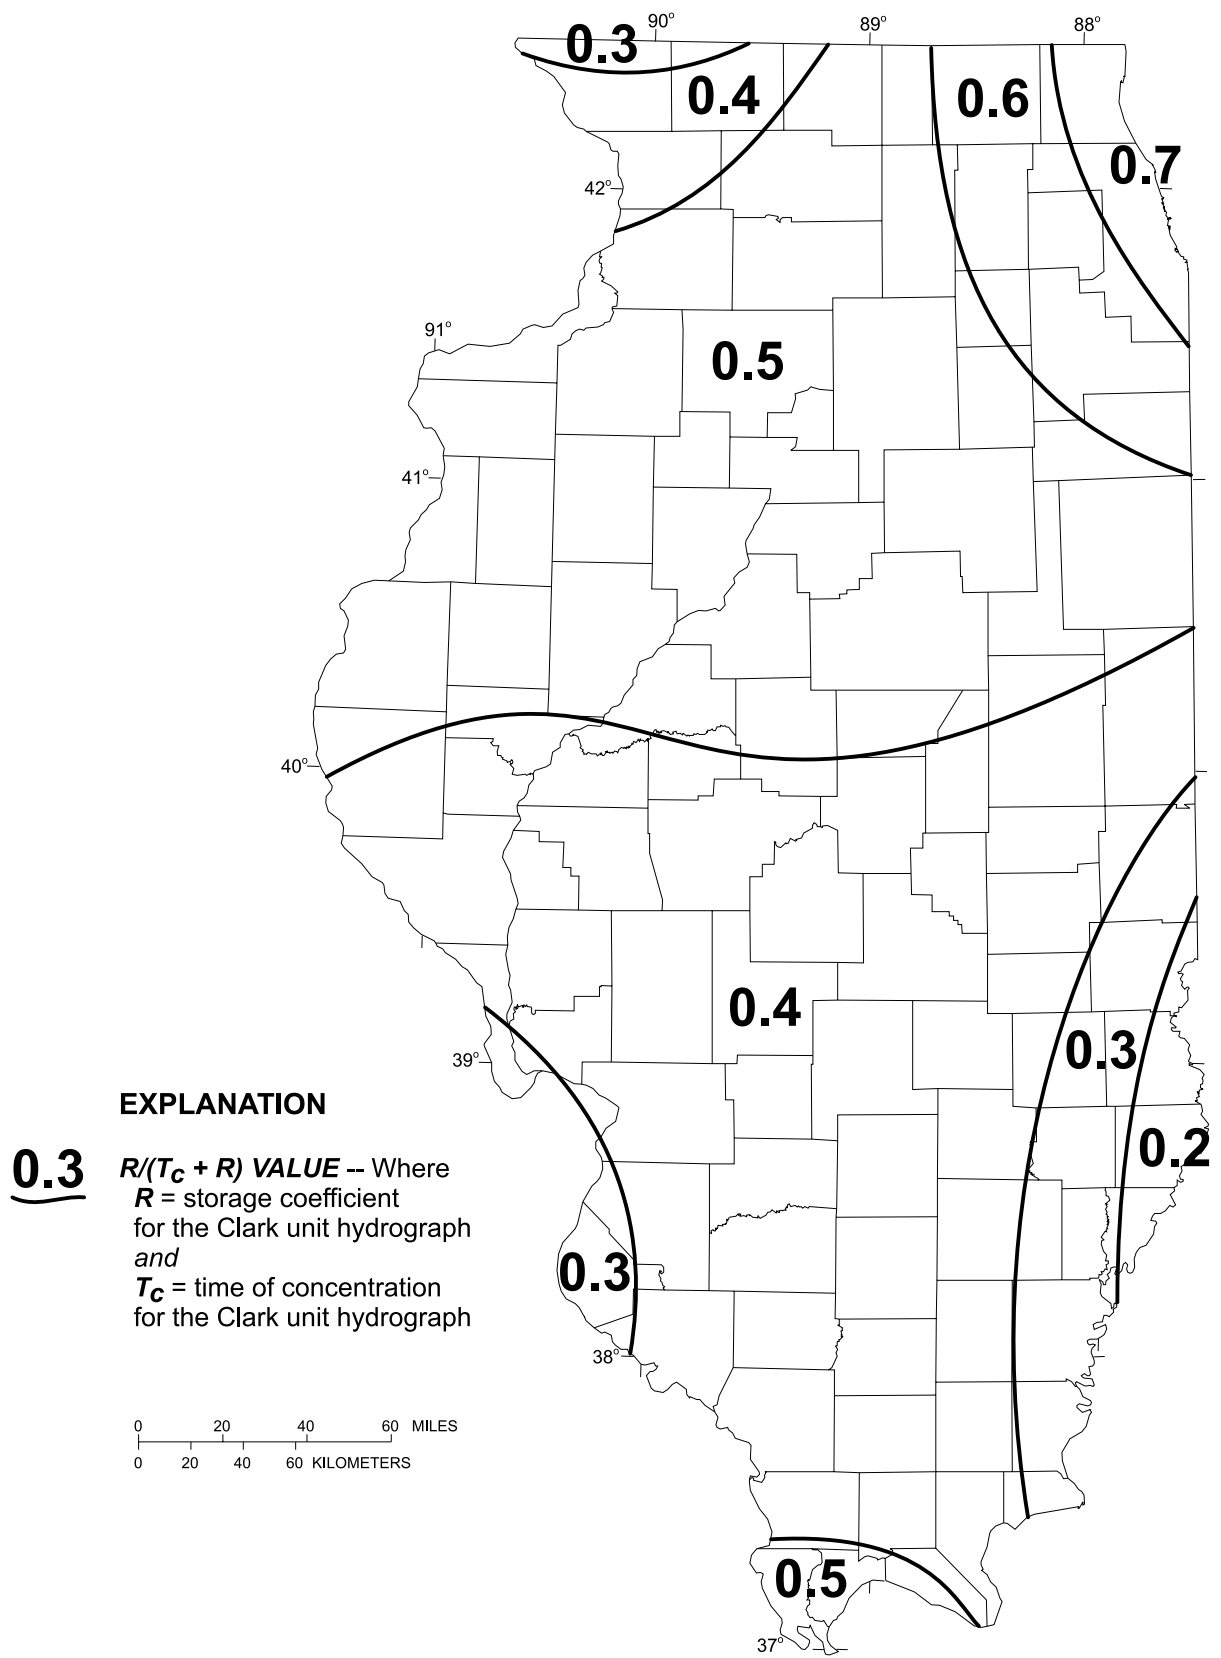 90°
89°
88°
0.3
0.4
0.6
0.7
42°
91°
0.5
41°
40°
0.4
39°
0.3
0.2
0.3
38°
0.5
37°
EXPLANATION
0.3
R/(Tc + R) VALUE -- Where
R = storage coefficient
for the Clark unit hydrograph
and
Tc = time of concentration
for the Clark unit hydrograph
0 20 40 60 MILES
0 20 40 60 KILOMETERS